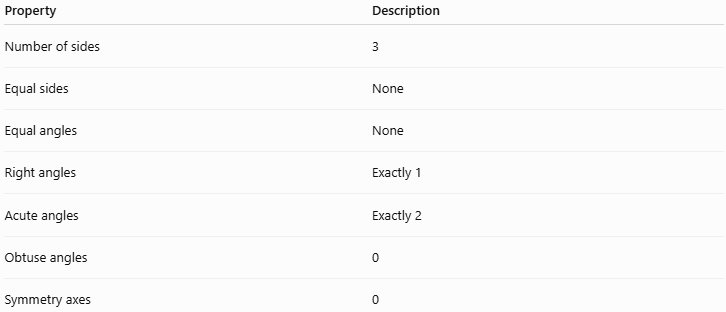 Property Description
Number of sides 3
Equal sides None
Equal angles None
Right angles Exactly 1
Acute angles Exactly 2
Obtuse angles 0
Symmetry axes 0